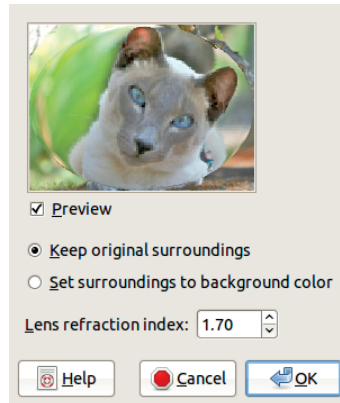 Preview
Keep original surroundings
Set surroundings to background color
Lens refraction index: 1.70
Help Cancel OK